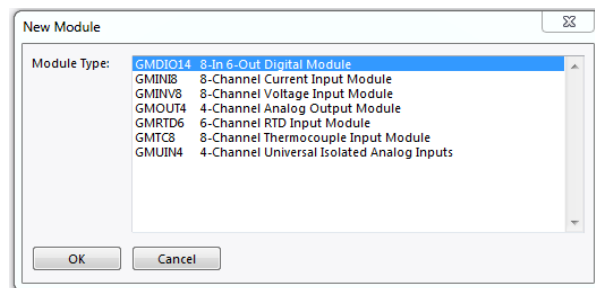 New Module
Module Type: GMDIO14 8-In 6-Out Digital Module
GMINI8 8-Channel Current Input Module
GMINV8 8-Channel Voltage Input Module
GMOUT4 4-Channel Analog Output Module
GMRTD6 6-Channel RTD Input Module
GMTC8 8-Channel Thermocouple Input Module
GMUIN4 4-Channel Universal Isolated Analog Inputs
OK Cancel